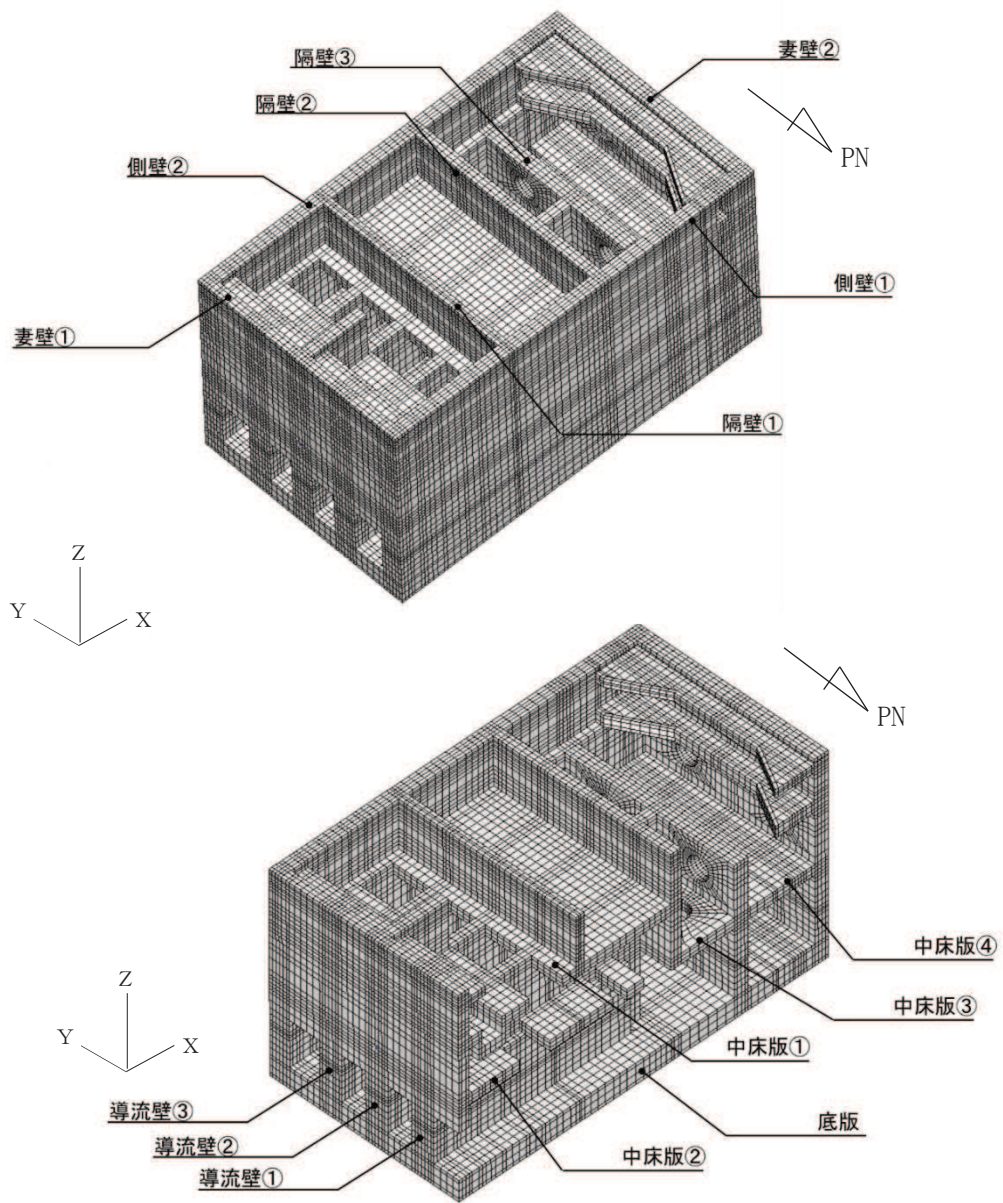 隔壁③
妻壁②
隔壁②
PN
側壁②
側壁①
妻壁①
隔壁①
Z
Y
X
PN
中床版④
Z
中床版③
Y
X
中床版①
導流壁③
底版
導流壁②
中床版②
導流壁①